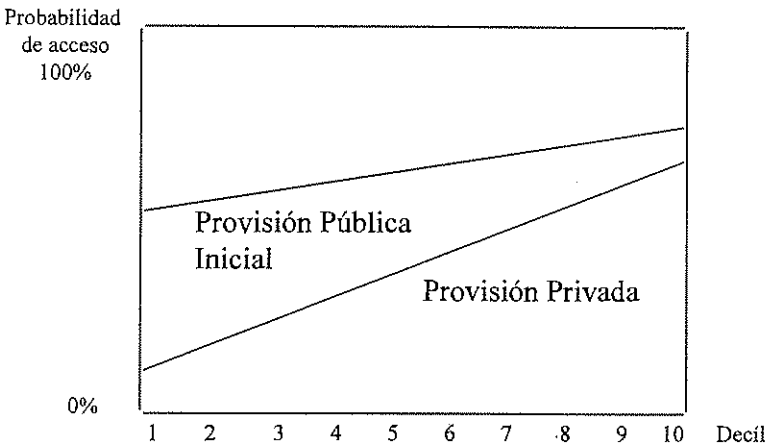 Probabilidad
de acceso
100%
Provisión Pública
Inicial
Provisión Privada
0%
1 2 3 4 5 6 7 8 9 10 Decíl